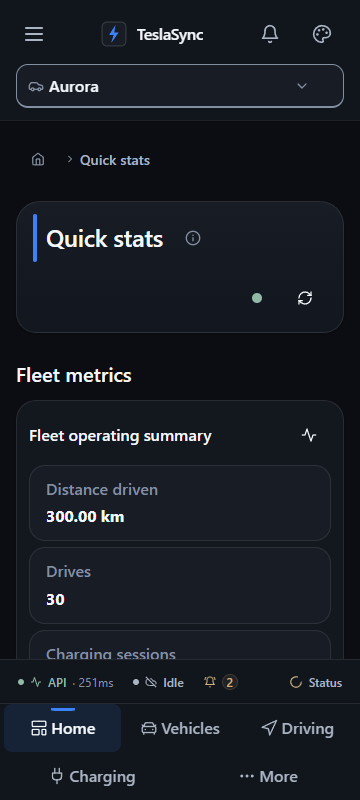 TeslaSync
Aurora
Quick stats
Quick stats
Fleet metrics
Fleet operating summary
Distance driven
300.00 km
Drives
30
Charging sessions
API · 251ms Idle 2 Status
Home Vehicles Driving
Charging More